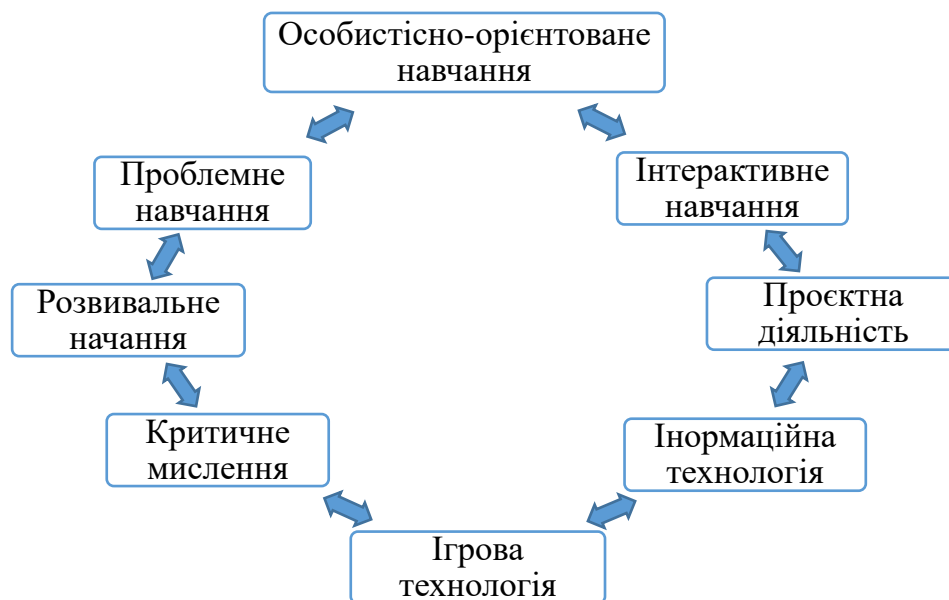 Особистісно-орієнтоване
навчання
Проблемне
навчання
Інтерактивне
навчання
Розвивальне
начання
Проєктна
діяльність
Критичне
мислення
Інормаційна
технологія
Ігрова
технологія